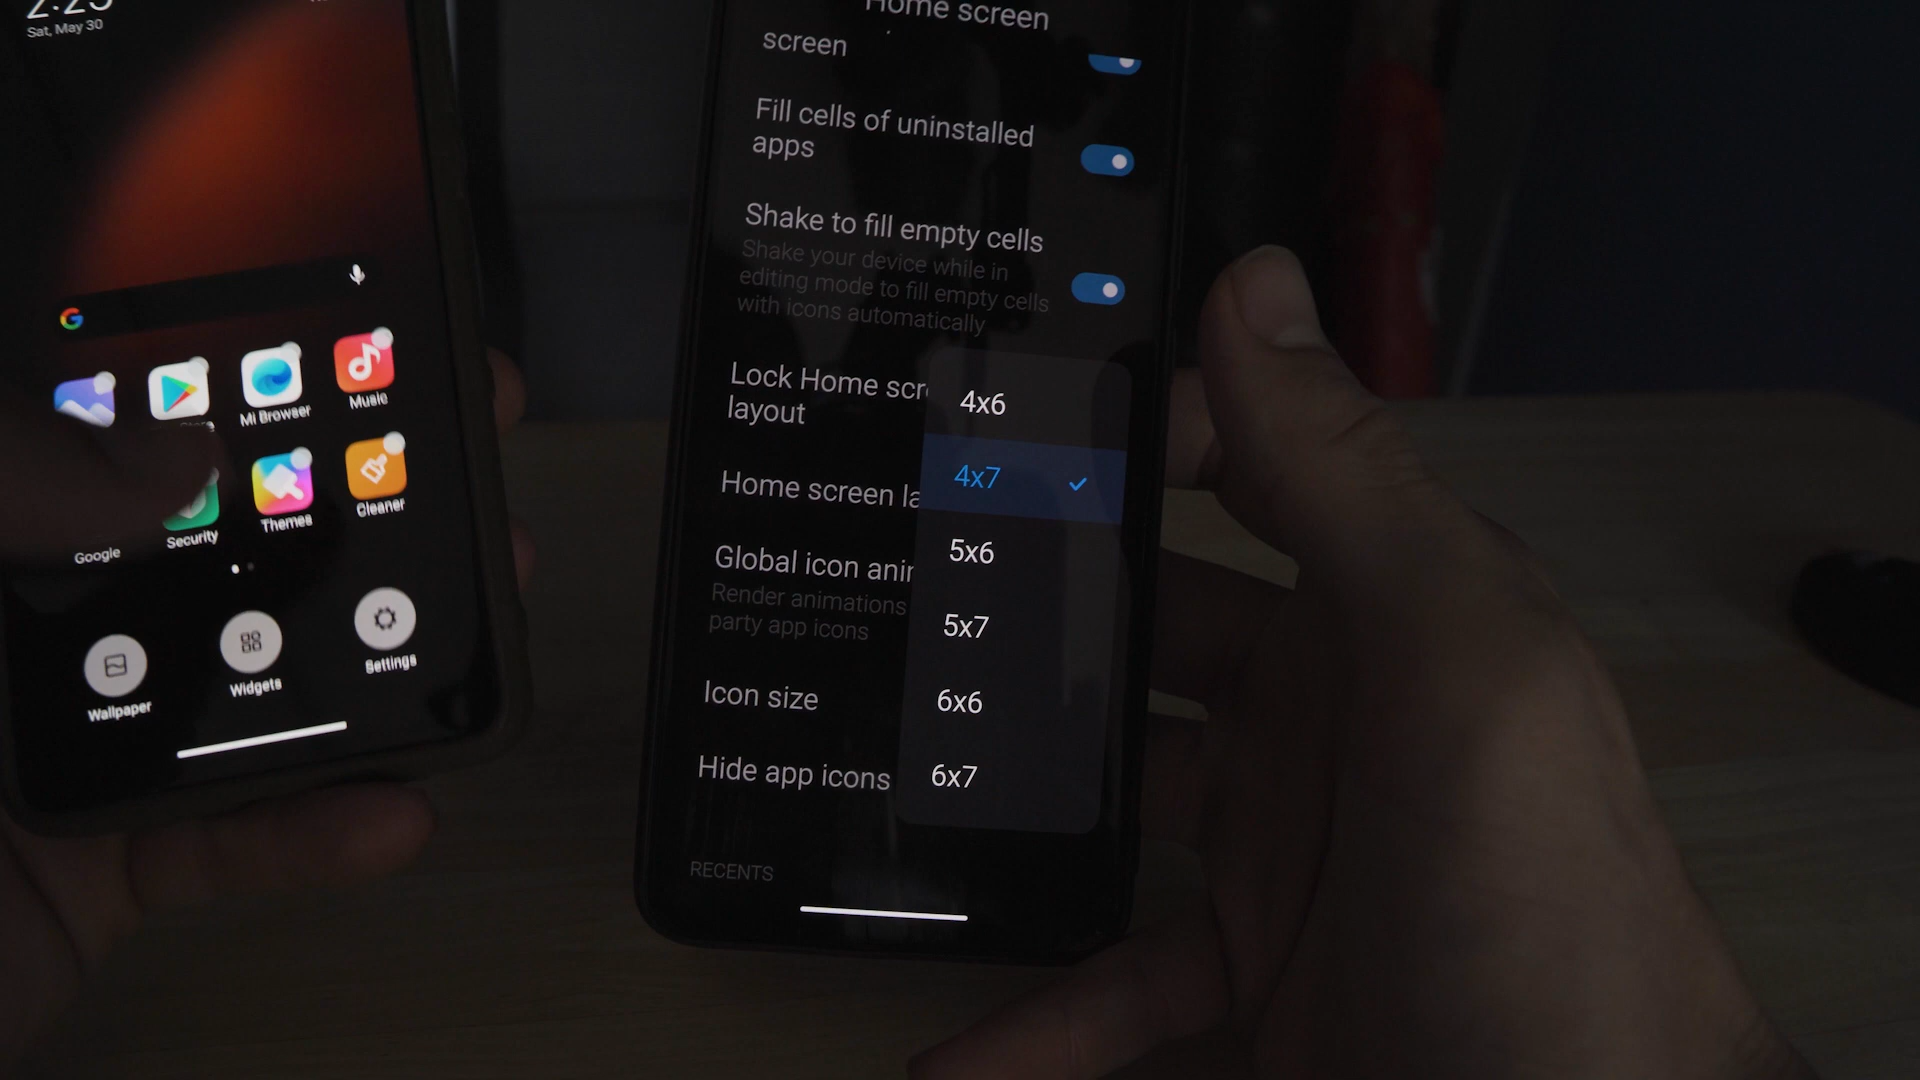 2:25
Sat, May 30
Mi Browser
Music
Google
Security
Themes
Cleaner
Wallpaper
Widgets
Settings
Home screen
screen
Fill cells of uninstalled
apps
Shake to fill empty cells
Shake your device while in
editing mode to fill empty cells
with icons automatically
Lock Home scr
layout
Home screen la
Global icon ani
Render animations
party app icons
Icon size
Hide app icons
RECENTS
4x6
4x7
5x6
5x7
6x6
6x7